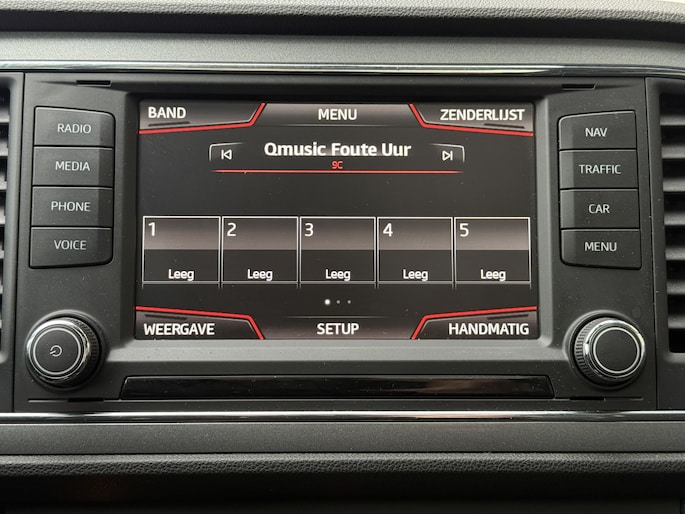 RADIO
MEDIA
PHONE
VOICE
BAND
MENU
ZENDERLIJST
Qmusic Foute Uur
9C
1
2
3
4
5
Leeg
Leeg
Leeg
Leeg
Leeg
WEERGAVE
SETUP
HANDMATIG
NAV
TRAFFIC
CAR
MENU